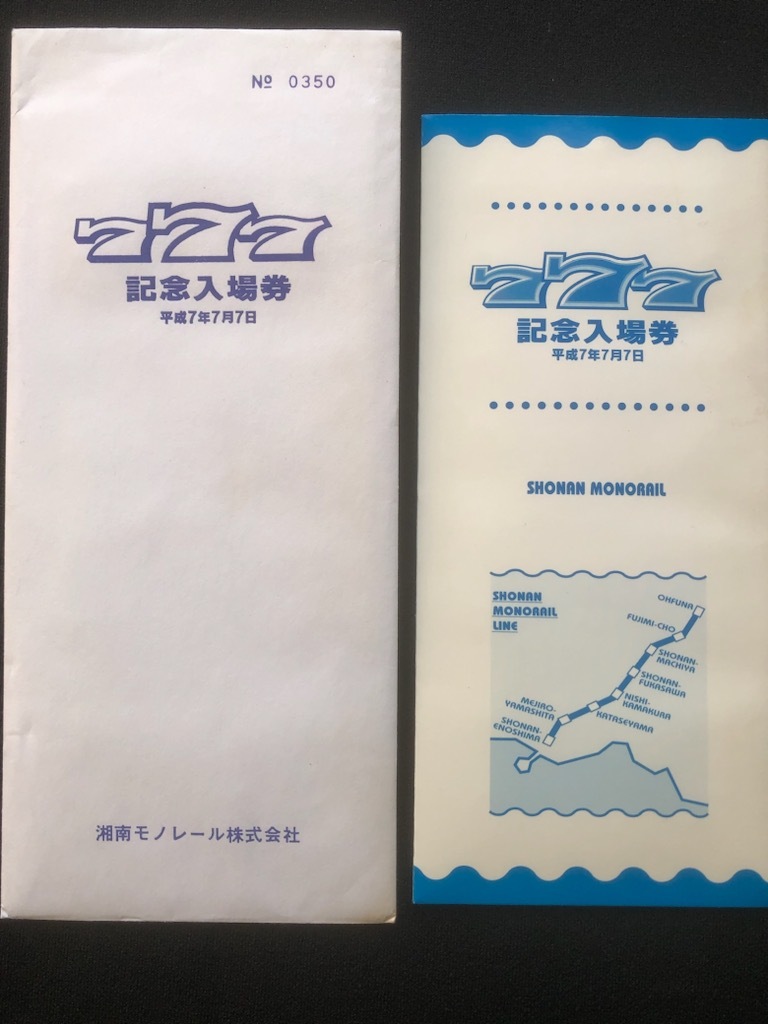 № 0350
777
記念入場券
平成7年7月7日
湘南モノレール株式会社
777
記念入場券
平成7年7月7日
SHONAN MONORAIL
SHONAN
MONORAIL
LINE
OHFUNA
FUJIMI-CHO
SHONAN-
MACHIYA
SHONAN-
FUKASAWA
NISHI-
KAMAKURA
KATASEYAMA
MEJIRO-
YAMASHITA
SHONAN-
ENOSHIMA